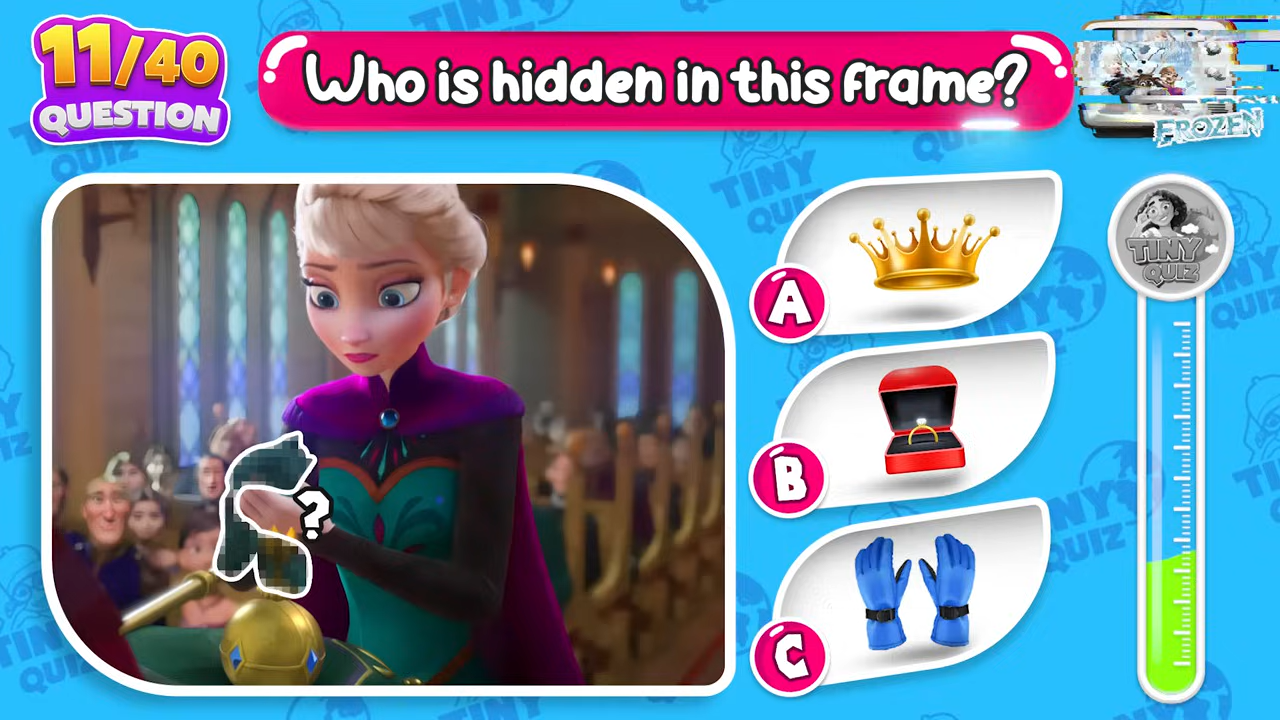 11/40
QUESTION
Who is hidden in this frame?
FROZEN
A
B
C
?
TINY
QUIZ